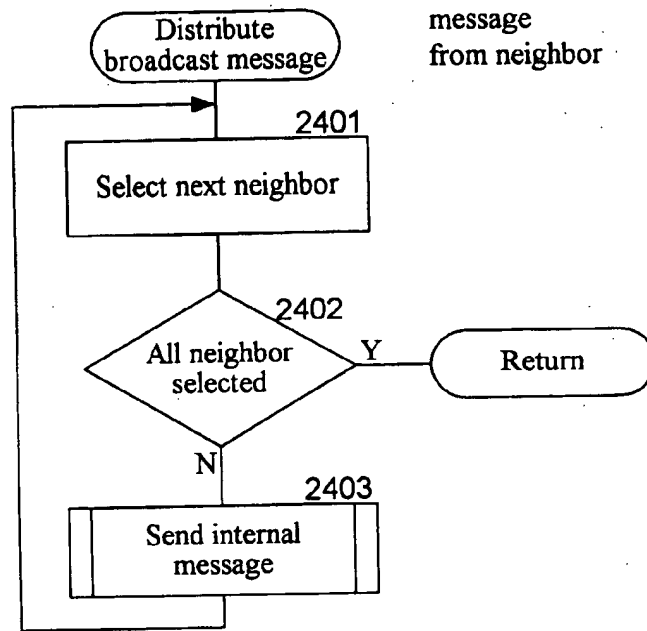 Distribute
broadcast message
message
from neighbor
2401
Select next neighbor
2402
All neighbor
selected
Y
Return
N
2403
Send internal
message